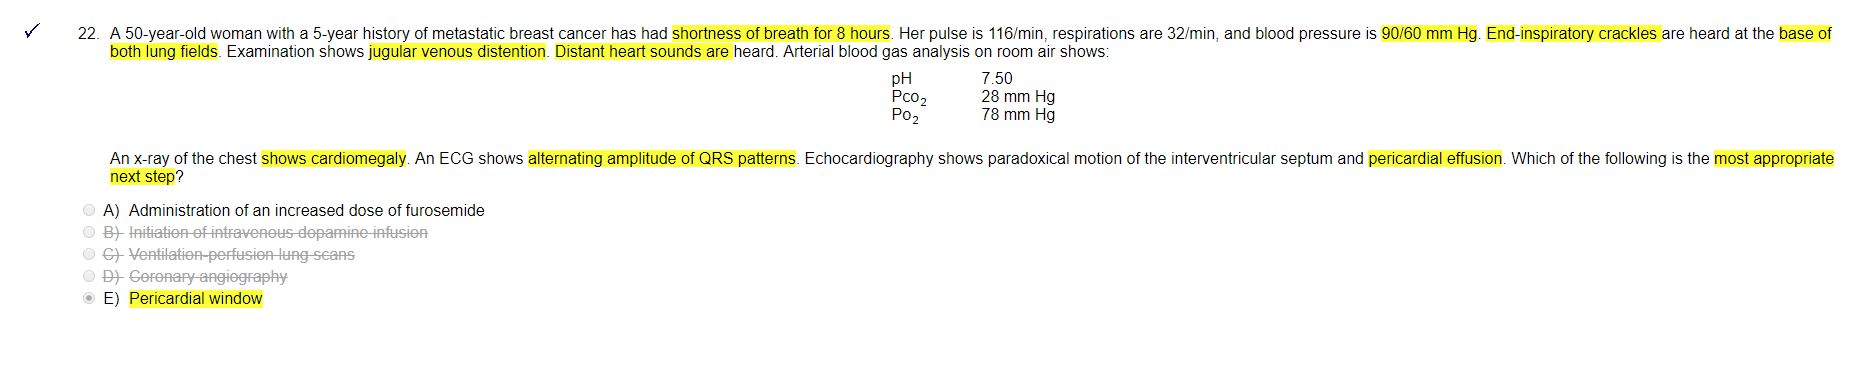 22. A 50-year-old woman with a 5-year history of metastatic breast cancer has had shortness of breath for 8 hours. Her pulse is 116/min, respirations are 32/min, and blood pressure is 90/60 mm Hg. End-inspiratory crackles are heard at the base of
both lung fields. Examination shows jugular venous distention. Distant heart sounds are heard. Arterial blood gas analysis on room air shows:
pH 7.50
Pco2 28 mm Hg
Po2 78 mm Hg
An x-ray of the chest shows cardiomegaly. An ECG shows alternating amplitude of QRS patterns. Echocardiography shows paradoxical motion of the interventricular septum and pericardial effusion. Which of the following is the most appropriate
next step?
A) Administration of an increased dose of furosemide
B) Initiation of intravenous dopamine infusion
C) Ventilation-perfusion lung scans
D) Coronary angiography
E) Pericardial window